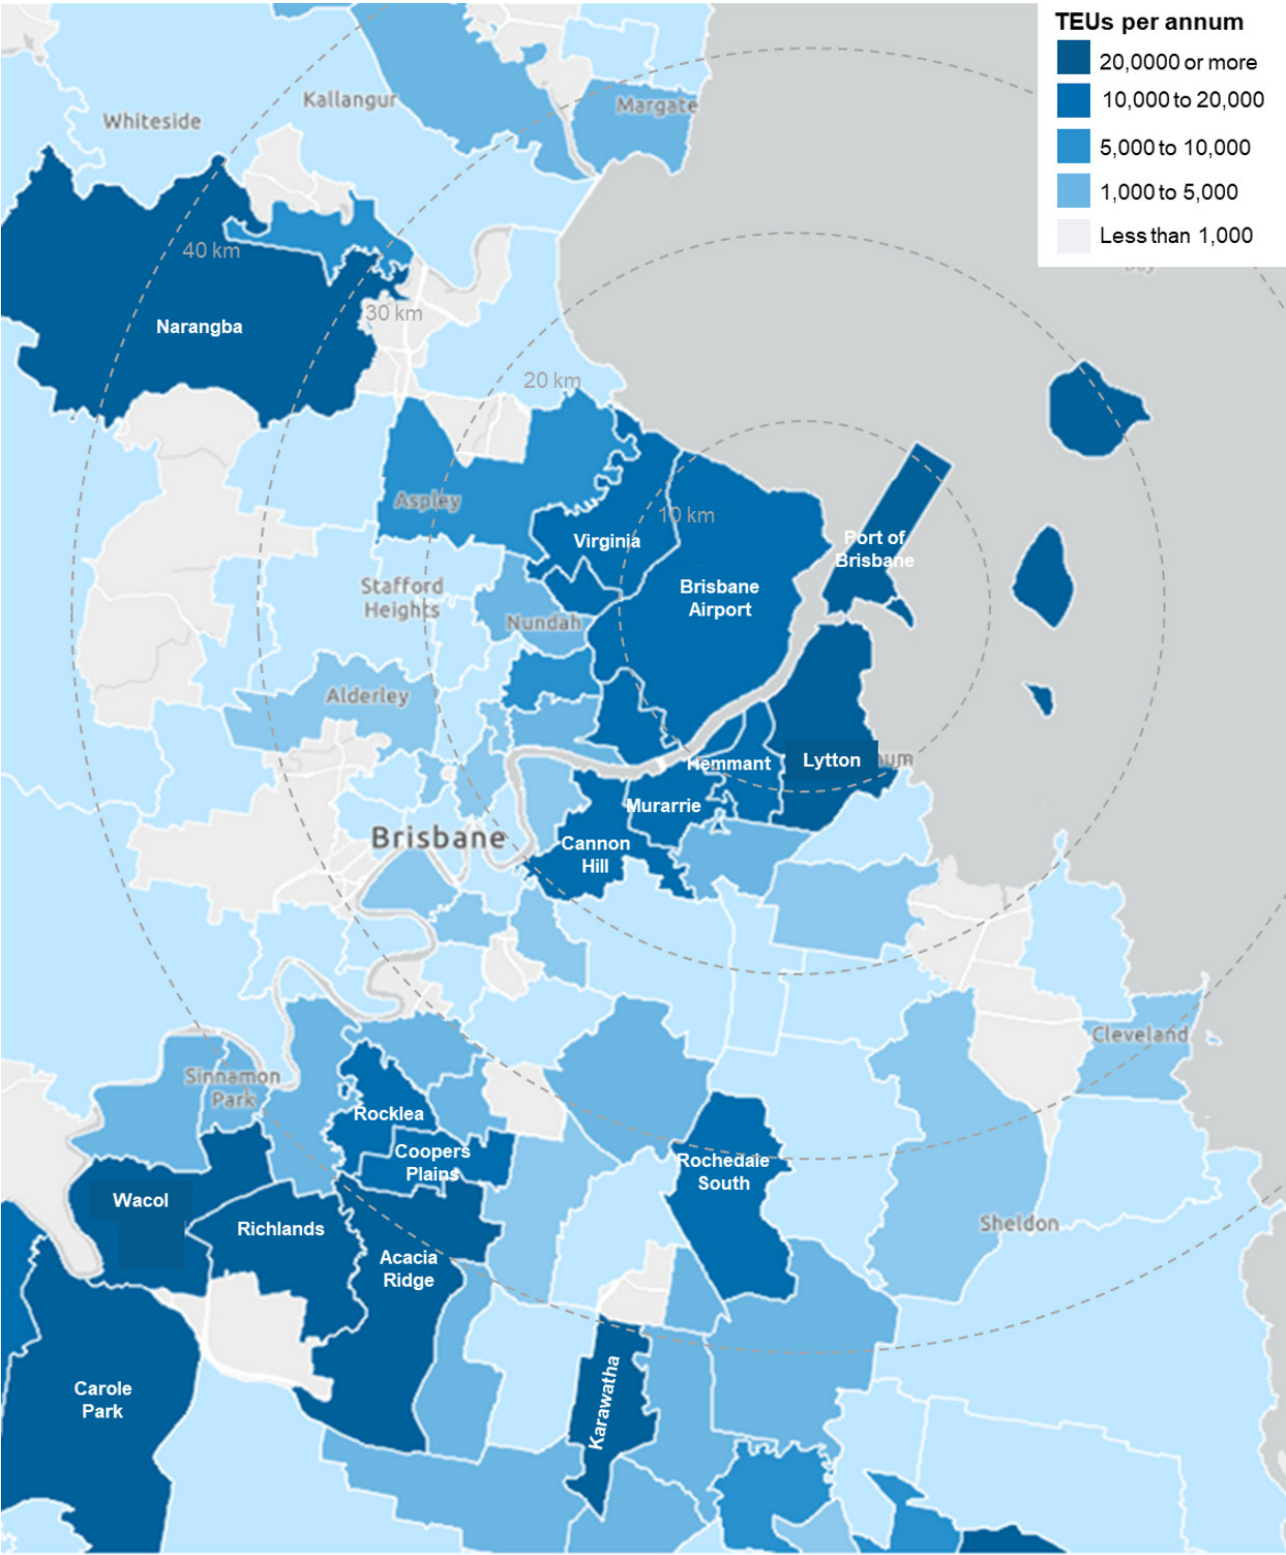 TEUs per annum
20,0000 or more
10,000 to 20,000
5,000 to 10,000
1,000 to 5,000
Less than 1,000
Kallangur
Margate
Whiteside
40 km
30 km
Narangba
20 km
Aspley
10 km
Virginia
Port of
Brisbane
Stafford
Heights
Brisbane
Airport
Nundah
Alderley
Hemmant
Lytton
um
Murarrie
Brisbane
Cannon
Hill
Cleveland
Sinnamon
Park
Rocklea
Coopers
Plains
Rochedale
South
Wacol
Richlands
Sheldon
Acacia
Ridge
Carole
Park
Karawatha